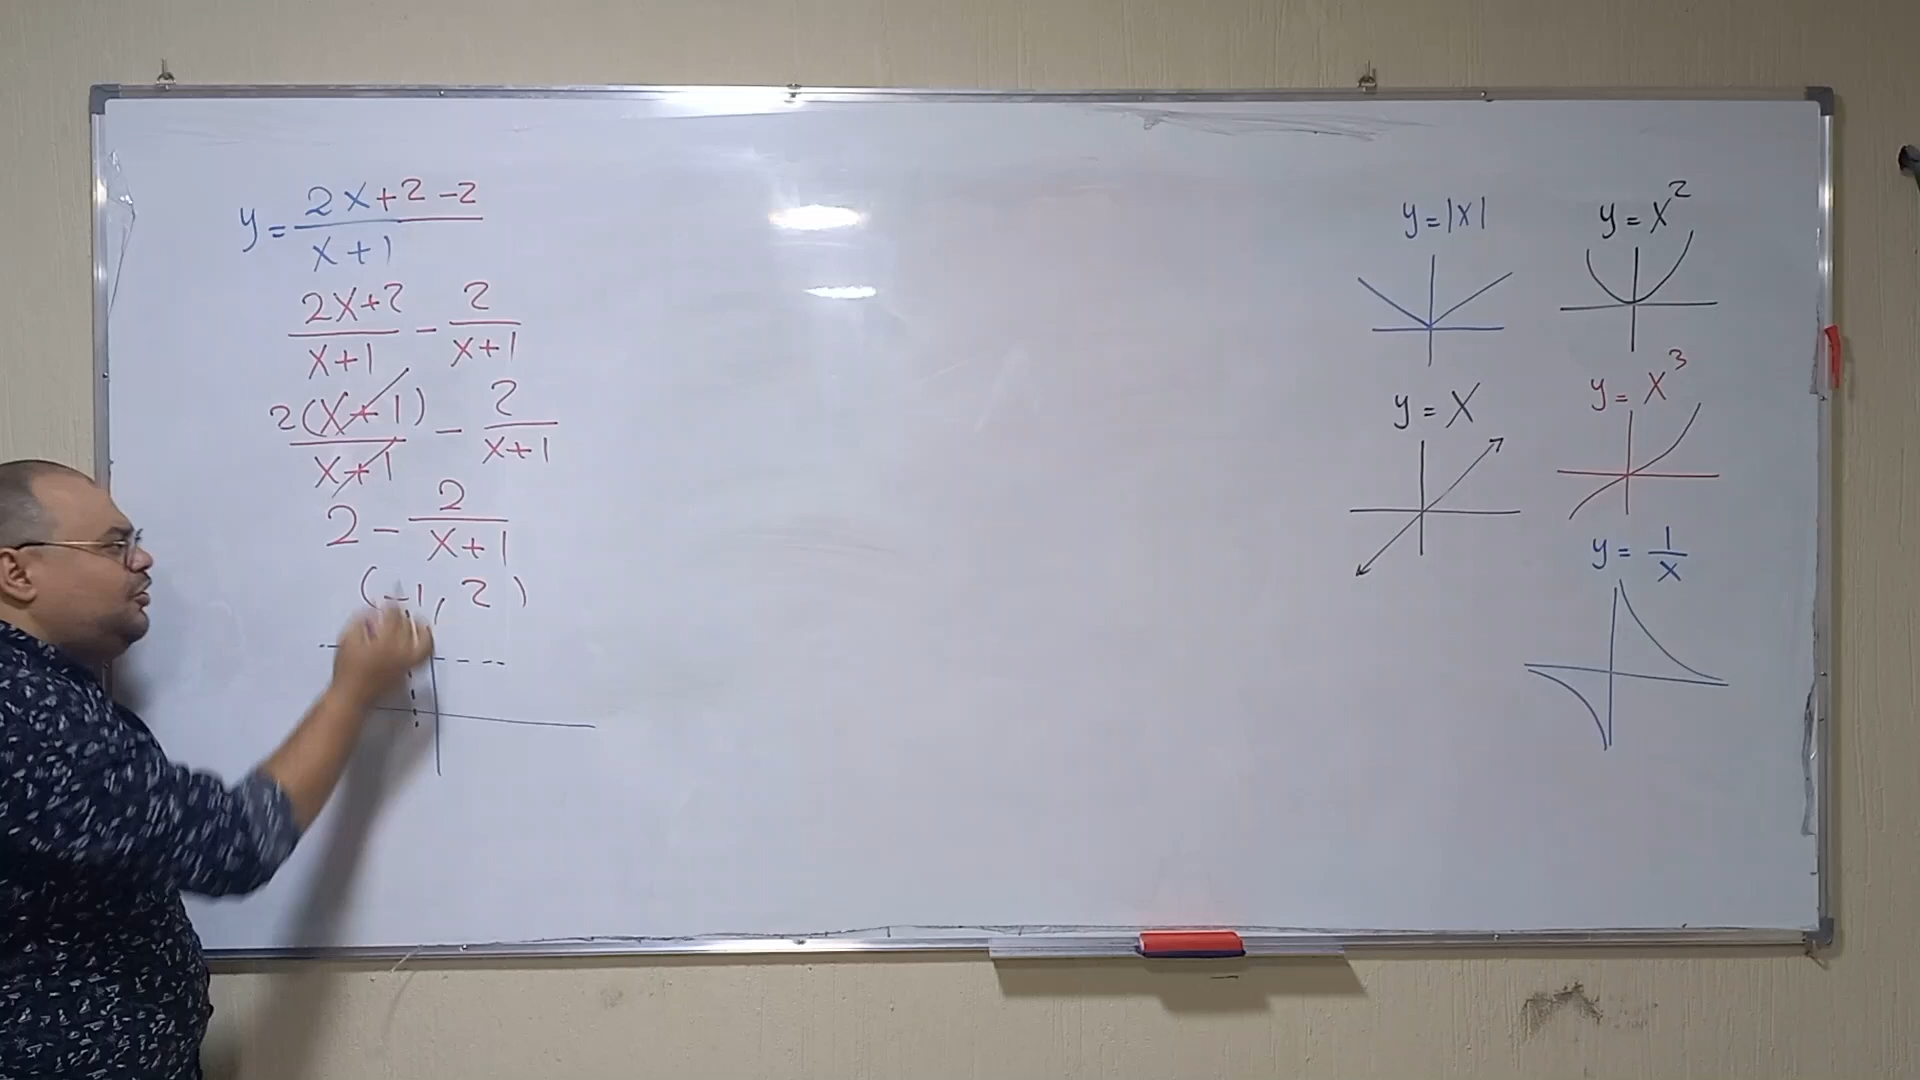 y = (2x+2-2)/(x+1)
(2x+2)/(x+1) - 2/(x+1)
2(x+1)/(x+1) - 2/(x+1)
2 - 2/(x+1)
(-1, 2)
y=|x|
y = x²
y = x
y = x³
y = 1/x